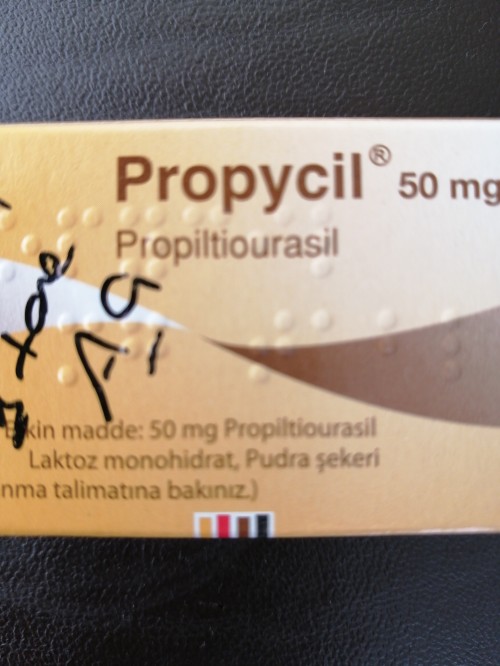 Propycil® 50 mg
Propiltiourasil
kin madde: 50 mg Propiltiourasil
Laktoz monohidrat, Pudra şekeri
nma talimatına bakınız.)